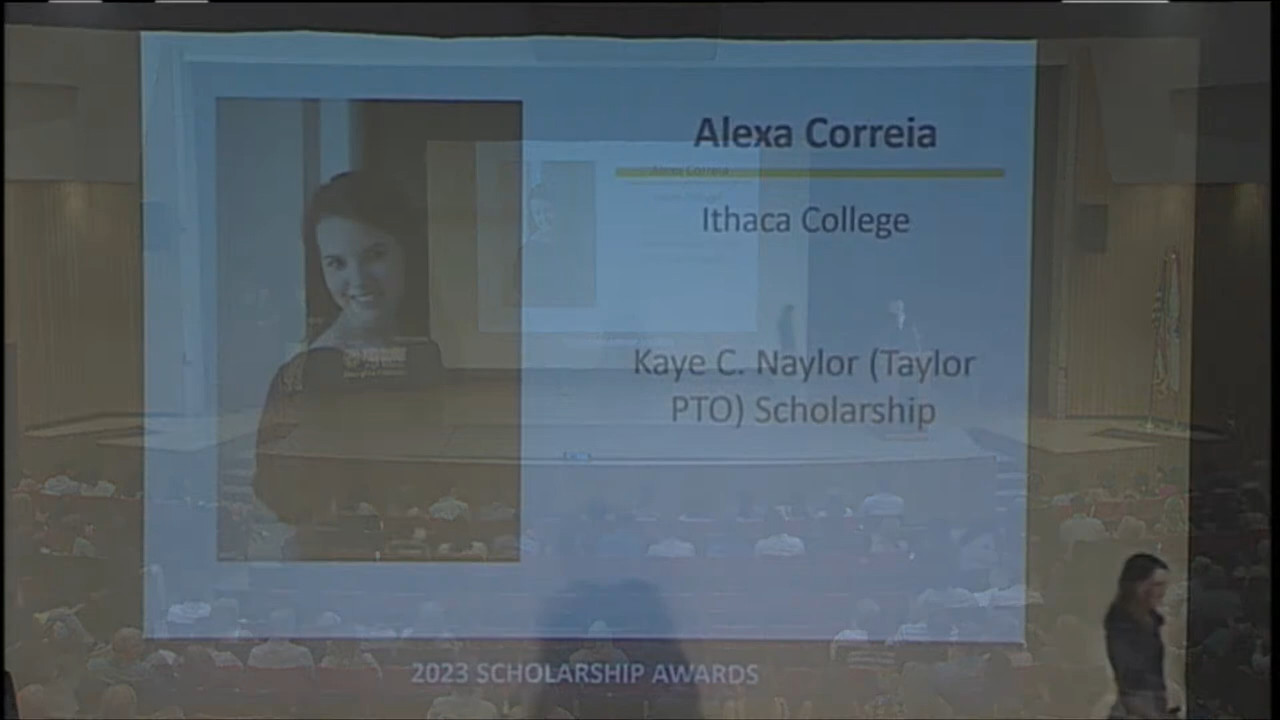 Alexa Correia
Ithaca College
Kaye C. Naylor (Taylor
PTO) Scholarship
2023 SCHOLARSHIP AWARDS